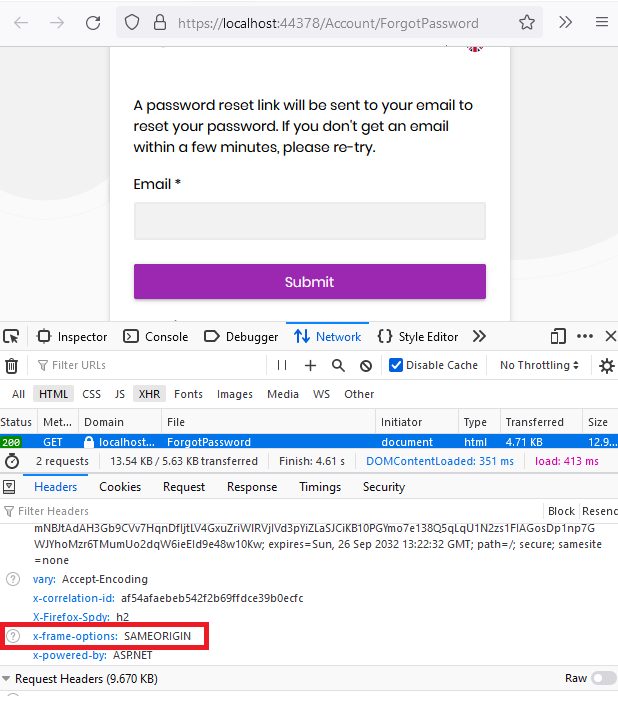 https://localhost:44378/Account/ForgotPassword
A password reset link will be sent to your email to
reset your password. If you don't get an email
within a few minutes, please re-try.
Email *
Submit
Inspector Console Debugger Network Style Editor
Filter URLs Disable Cache No Throttling
All HTML CSS JS XHR Fonts Images Media WS Other
Status Met... Domain File Initiator Type Transferred Size
200 GET localhost... ForgotPassword document html 4.71 KB 12.9...
2 requests 13.54 KB / 5.63 KB transferred Finish: 4.61 s DOMContentLoaded: 351 ms load: 413 ms
Headers Cookies Request Response Timings Security
Filter Headers Block Resend
WJYhoMzr6TMumUo2dqW6ieEId9e48w10Kw; expires=Sun, 26 Sep 2032 13:22:32 GMT; path=/; secure; samesite
=none
vary: Accept-Encoding
x-correlation-id: af54afaebeb542f2b69ffdce39b0ecfc
X-Firefox-Spdy: h2
x-frame-options: SAMEORIGIN
x-powered-by: ASP.NET
Request Headers (9.670 KB) Raw